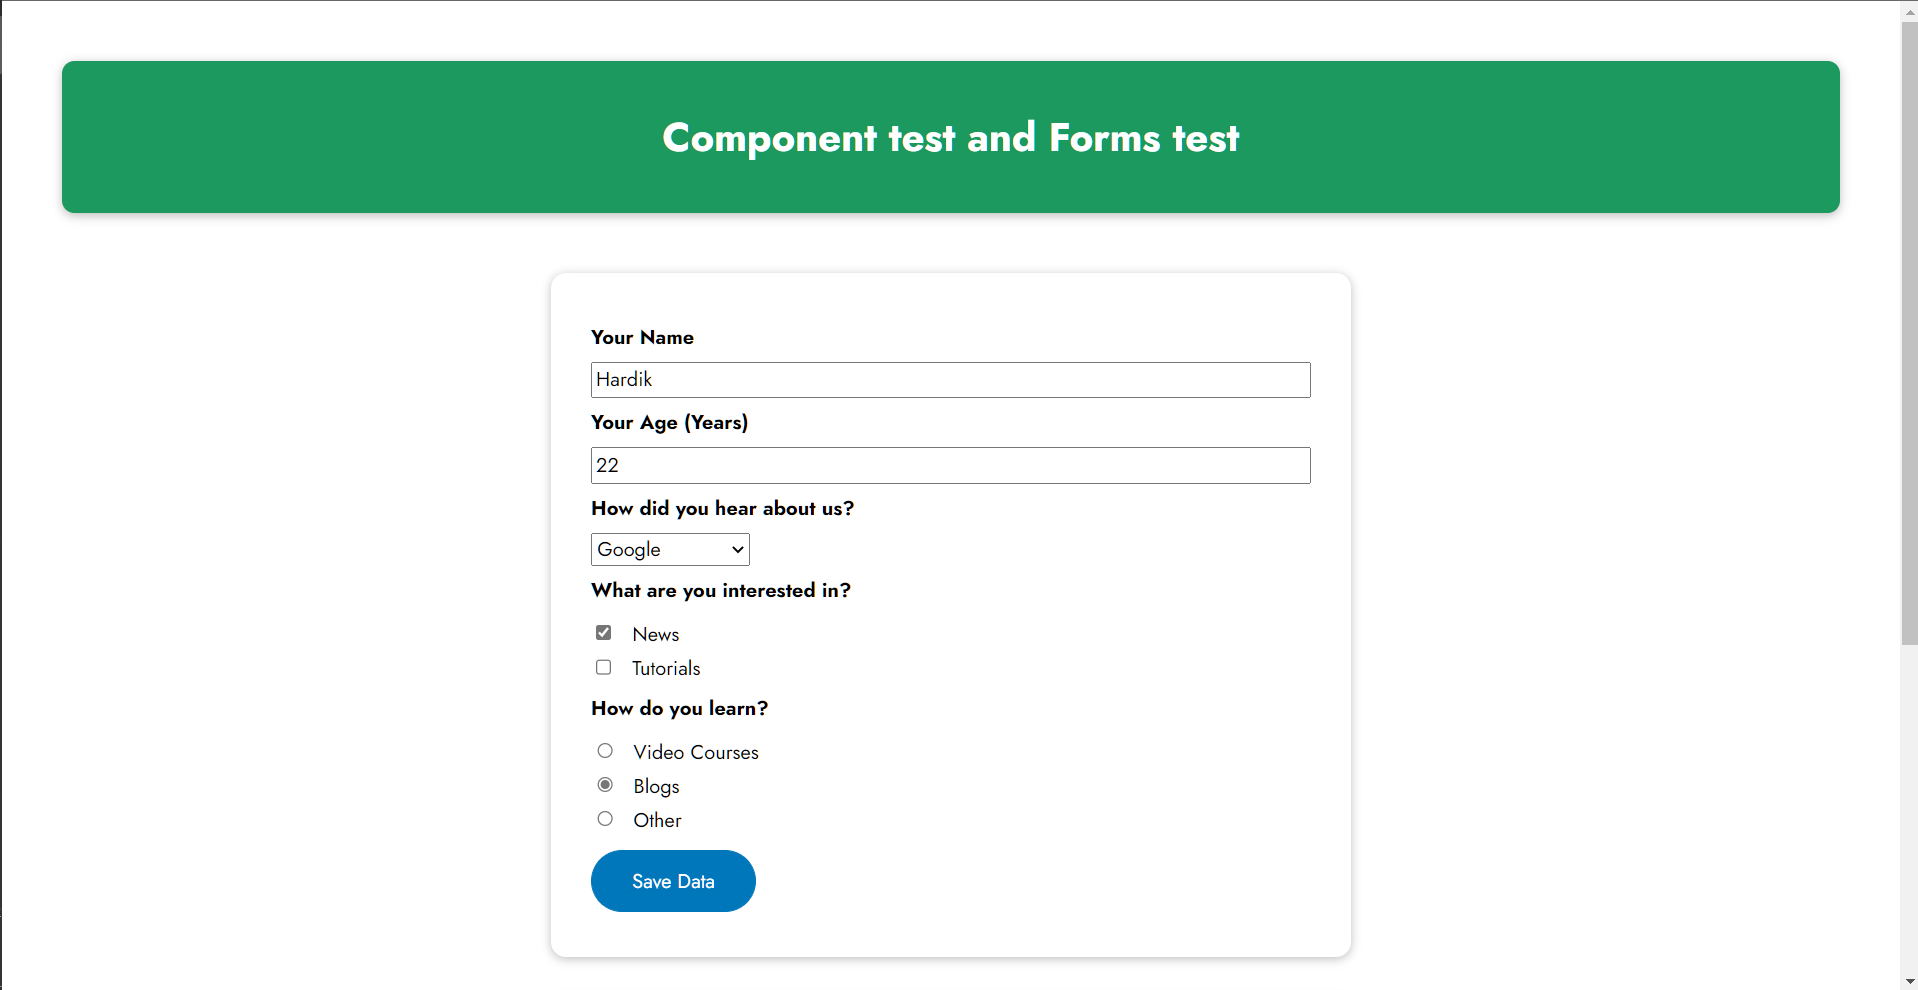 Component test and Forms test
Your Name
Hardik
Your Age (Years)
22
How did you hear about us?
Google
What are you interested in?
News
Tutorials
How do you learn?
Video Courses
Blogs
Other
Save Data